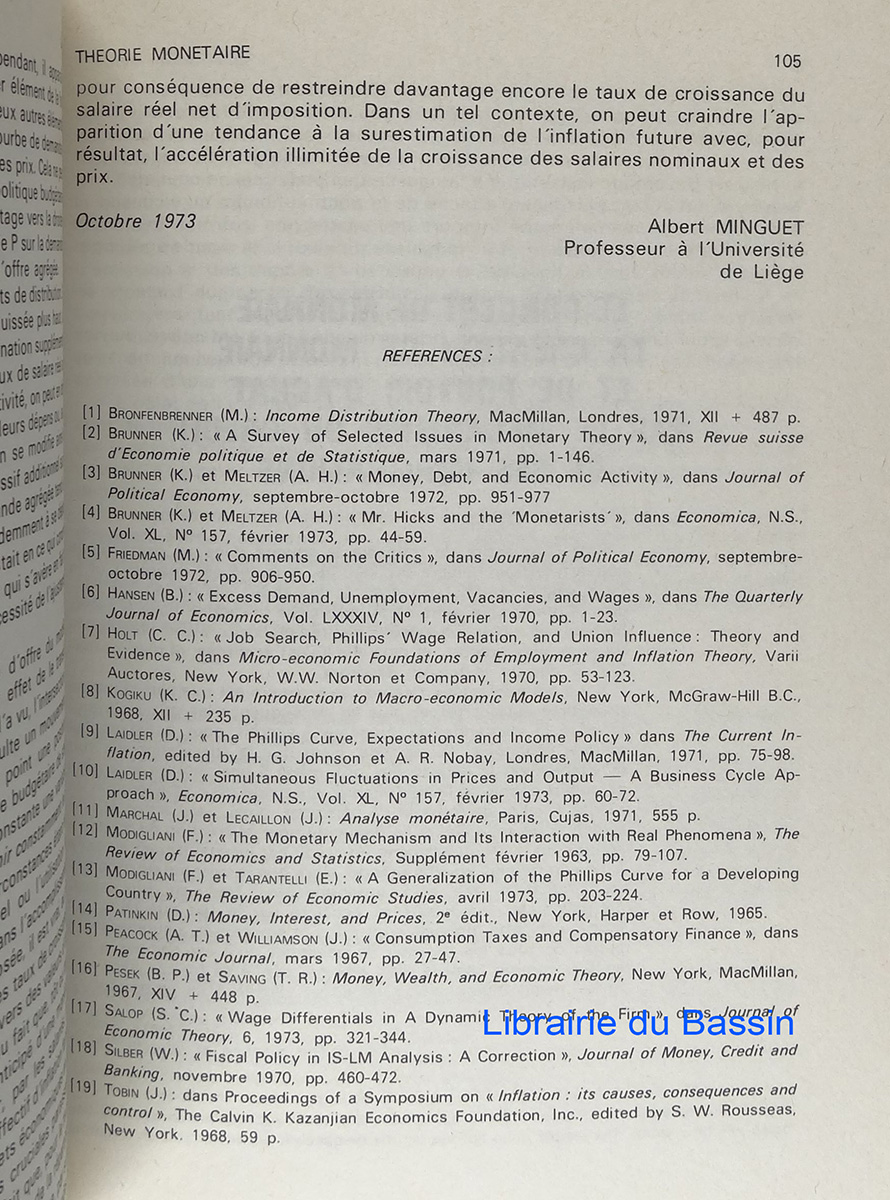 THEORIE MONETAIRE
105
pour conséquence de restreindre davantage encore le taux de croissance du
salaire réel net d'imposition. Dans un tel contexte, on peut craindre l'ap-
parition d'une tendance à la surestimation de l'inflation future avec, pour
résultat, l'accélération illimitée de la croissance des salaires nominaux et des
prix.
Octobre 1973
Albert MINGUET
Professeur à l'Université
de Liège
REFERENCES :
[1] BRONFENBRENNER (M.) : Income Distribution Theory, MacMillan, Londres, 1971, XII + 487 p.
[2] BRUNNER (K.) : « A Survey of Selected Issues in Monetary Theory », dans Revue suisse
d'Economie politique et de Statistique, mars 1971, pp. 1-146.
[3] BRUNNER (K.) et MELTZER (A. H.) : « Money, Debt, and Economic Activity », dans Journal of
Political Economy, septembre-octobre 1972, pp. 951-977
[4] BRUNNER (K.) et MELTZER (A. H.) : « Mr. Hicks and the 'Monetarists' », dans Economica, N.S.,
Vol. XL, N° 157, février 1973, pp. 44-59.
[5] FRIEDMAN (M.) : « Comments on the Critics », dans Journal of Political Economy, septembre-
octobre 1972, pp. 906-950.
[6] HANSEN (B.) : « Excess Demand, Unemployment, Vacancies, and Wages », dans The Quarterly
Journal of Economics, Vol. LXXXIV, N° 1, février 1970, pp. 1-23.
[7] HOLT (C. C.) : « Job Search, Phillips' Wage Relation, and Union Influence : Theory and
Evidence », dans Micro-economic Foundations of Employment and Inflation Theory, Varii
Auctores, New York, W.W. Norton et Company, 1970, pp. 53-123.
[8] KOGIKU (K. C.) : An Introduction to Macro-economic Models, New York, McGraw-Hill B.C.,
1968, XII + 235 p.
[9] LAIDLER (D.) : « The Phillips Curve, Expectations and Income Policy » dans The Current In-
flation, edited by H. G. Johnson et A. R. Nobay, Londres, MacMillan, 1971, pp. 75-98.
[10] LAIDLER (D.) : « Simultaneous Fluctuations in Prices and Output — A Business Cycle Ap-
proach », Economica, N.S., Vol. XL, N° 157, février 1973, pp. 60-72.
[11] MARCHAL (J.) et LECAILLON (J.) : Analyse monétaire, Paris, Cujas, 1971, 555 p.
[12] MODIGLIANI (F.) : « The Monetary Mechanism and Its Interaction with Real Phenomena », The
Review of Economics and Statistics, Supplément février 1963, pp. 79-107.
[13] MODIGLIANI (F.) et TARANTELLI (E.) : « A Generalization of the Phillips Curve for a Developing
Country », The Review of Economic Studies, avril 1973, pp. 203-224.
[14] PATINKIN (D.) : Money, Interest, and Prices, 2e édit., New York, Harper et Row, 1965.
[15] PEACOCK (A. T.) et WILLIAMSON (J.) : « Consumption Taxes and Compensatory Finance », dans
The Economic Journal, mars 1967, pp. 27-47.
[16] PESEK (B. P.) et SAVING (T. R.) : Money, Wealth, and Economic Theory, New York, MacMillan,
1967, XIV + 448 p.
[17] SALOP (S. C.) : « Wage Differentials in A Dynamic Theory of the Firm », dans Journal of
Economic Theory, 6, 1973, pp. 321-344.
[18] SILBER (W.) : « Fiscal Policy in IS-LM Analysis : A Correction », Journal of Money, Credit and
Banking, novembre 1970, pp. 460-472.
[19] TOBIN (J.) : dans Proceedings of a Symposium on « Inflation : its causes, consequences and
control », The Calvin K. Kazanjian Economics Foundation, Inc., edited by S. W. Rousseas,
New York, 1968, 59 p.
Librairie du Bassin